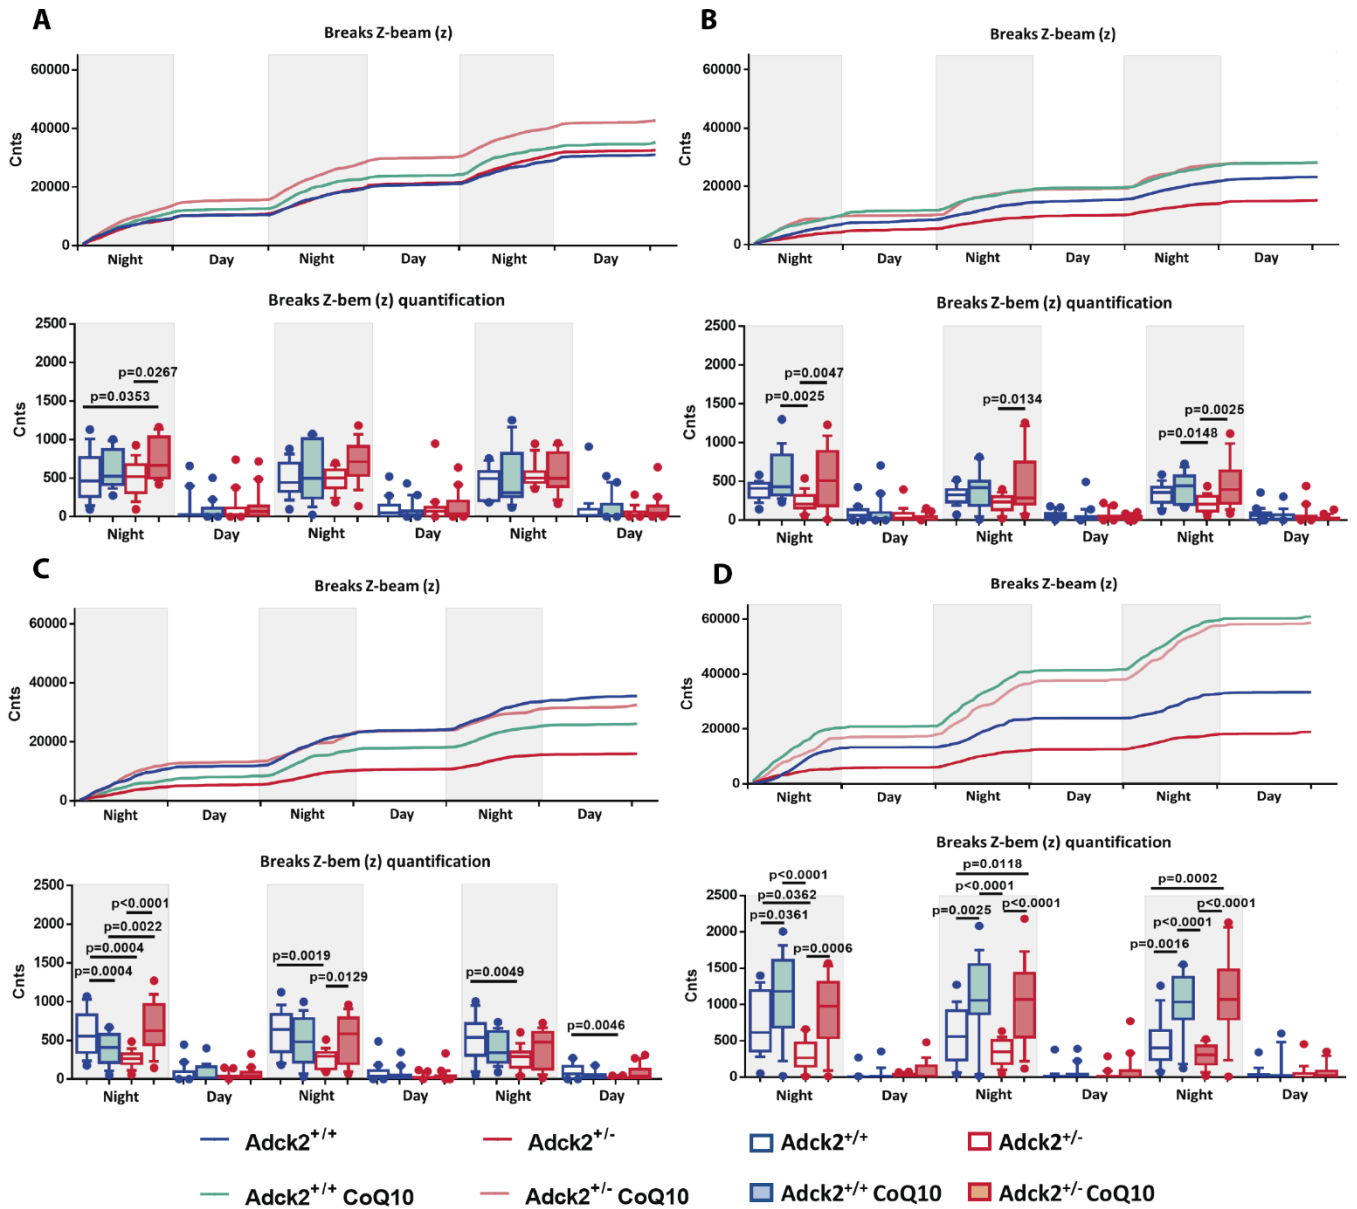 A
Breaks Z-beam (z)
60000
40000
20000
0
Cnts
Night Day Night Day Night Day
Breaks Z-bem (z) quantification
2500
2000
1500
1000
500
0
Cnts
p=0.0267
p=0.0353
Night Day Night Day Night Day
B
Breaks Z-beam (z)
60000
40000
20000
0
Cnts
Night Day Night Day Night Day
Breaks Z-bem (z) quantification
2500
2000
1500
1000
500
0
Cnts
p=0.0047
p=0.0025
p=0.0134
p=0.0025
p=0.0148
Night Day Night Day Night Day
C
Breaks Z-beam (z)
60000
40000
20000
0
Cnts
Night Day Night Day Night Day
Breaks Z-bem (z) quantification
2500
2000
1500
1000
500
0
Cnts
p<0.0001
p=0.0022
p=0.0004
p=0.0004
p=0.0019
p=0.0129
p=0.0049
p=0.0046
Night Day Night Day Night Day
D
Breaks Z-beam (z)
60000
40000
20000
0
Cnts
Night Day Night Day Night Day
Breaks Z-bem (z) quantification
2500
2000
1500
1000
500
0
Cnts
p<0.0001
p=0.0362
p=0.0361
p=0.0006
p=0.0118
p<0.0001
p=0.0025
p<0.0001
p=0.0002
p<0.0001
p<0.0001
p=0.0016
Night Day Night Day Night Day
Adck2+/+ Adck2+/-
Adck2+/+ CoQ10 Adck2+/- CoQ10
Adck2+/+ Adck2+/-
Adck2+/+ CoQ10 Adck2+/- CoQ10